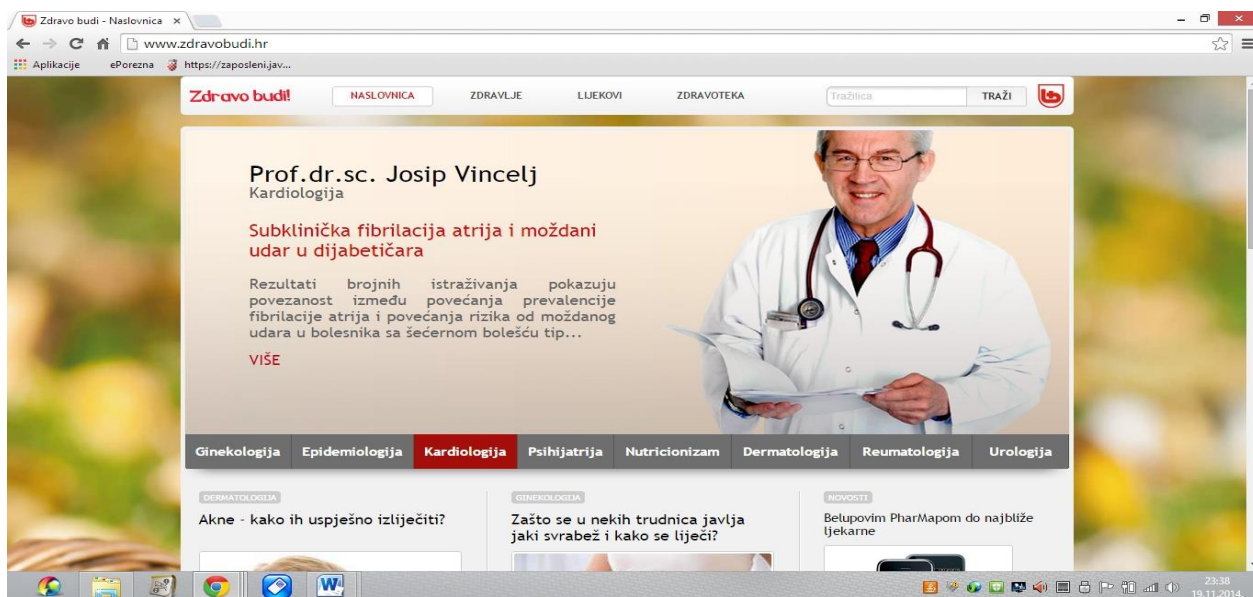 Zdravo budi - Naslovnica
www.zdravobudi.hr
Aplikacije ePorezna https://zaposleni.jav...
Zdravo budi! NASLOVNICA ZDRAVLJE LIJEKOVI ZDRAVOTEKA Tražilica TRAŽI
Prof.dr.sc. Josip Vincelj
Kardiologija
Subklinička fibrilacija atrija i moždani
udar u dijabetičara
Rezultati brojnih istraživanja pokazuju
povezanost između povećanja prevalencije
fibrilacije atrija i povećanja rizika od moždanog
udara u bolesnika sa šećernom bolešću tip...
VIŠE
Ginekologija Epidemiologija Kardiologija Psihijatrija Nutricionizam Dermatologija Reumatologija Urologija
DERMATOLOGIJA
Akne - kako ih uspješno izliječiti?
GINEKOLOGIJA
Zašto se u nekih trudnica javlja
jaki svrabež i kako se liječi?
NOVOSTI
Belupovim PharMapom do najbliže
ljekarne
23:38
19.11.2014.